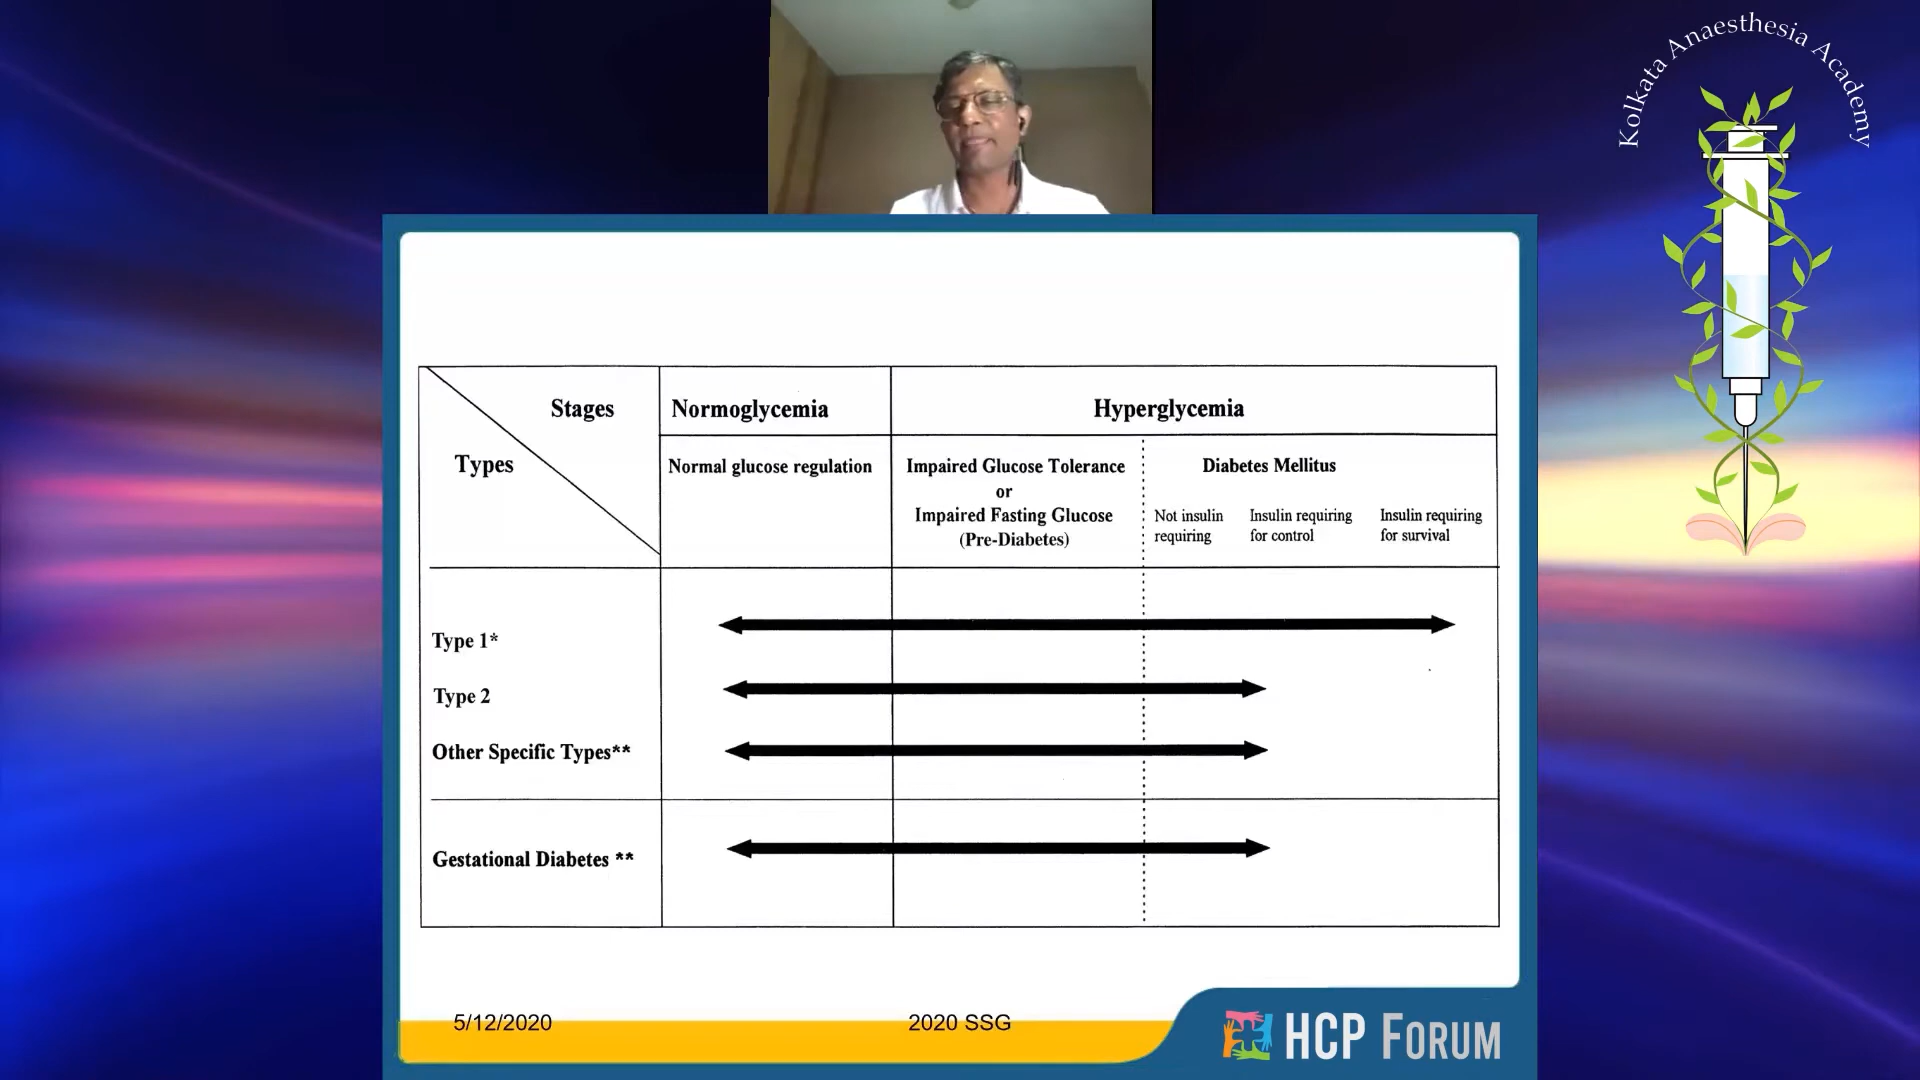 Kolkata Anaesthesia Academy
Stages
Types
Normoglycemia
Hyperglycemia
Normal glucose regulation
Impaired Glucose Tolerance
or
Impaired Fasting Glucose
(Pre-Diabetes)
Diabetes Mellitus
Not insulin
requiring
Insulin requiring
for control
Insulin requiring
for survival
Type 1*
Type 2
Other Specific Types**
Gestational Diabetes **
5/12/2020
2020 SSG
HCP FORUM